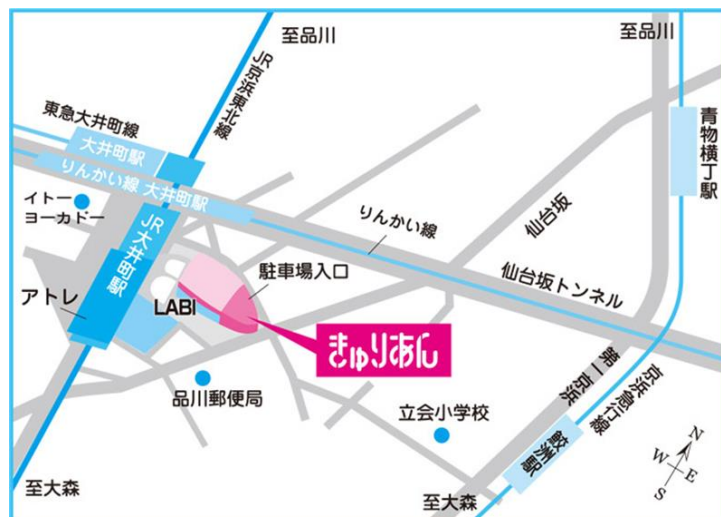 至品川
至品川
JR京浜東北線
東急大井町線
大井町駅
りんかい線 大井町駅
青物横丁駅
イトー
ヨーカドー
JR大井町駅
りんかい線
仙台坂
駐車場入口
仙台坂トンネル
アトレ
LABI
きゅりあん
品川郵便局
第一京浜
京浜急行線
立会小学校
鮫洲駅
至大森
至大森
N
W
E
S